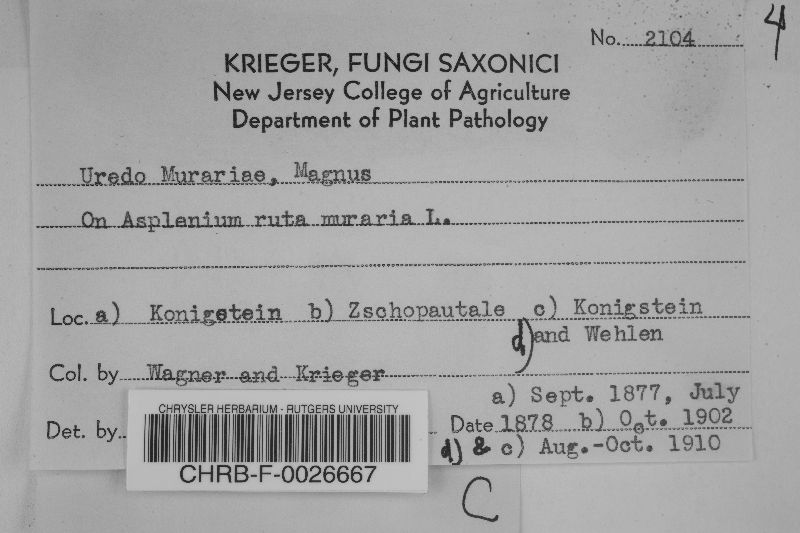 4
No. 2104
KRIEGER, FUNGI SAXONICI
New Jersey College of Agriculture
Department of Plant Pathology
Uredo Murariae, Magnus
On Asplenium ruta muraria L.
Loc. a) Konigstein b) Zschopautale c) Konigstein
d) and Wehlen
Col. by Wagner and Krieger
a) Sept. 1877, July
Det. by Date 1878 b) Oct. 1902
d) & c) Aug.-Oct. 1910
CHRYSLER HERBARIUM - RUTGERS UNIVERSITY
CHRB-F-0026667
C